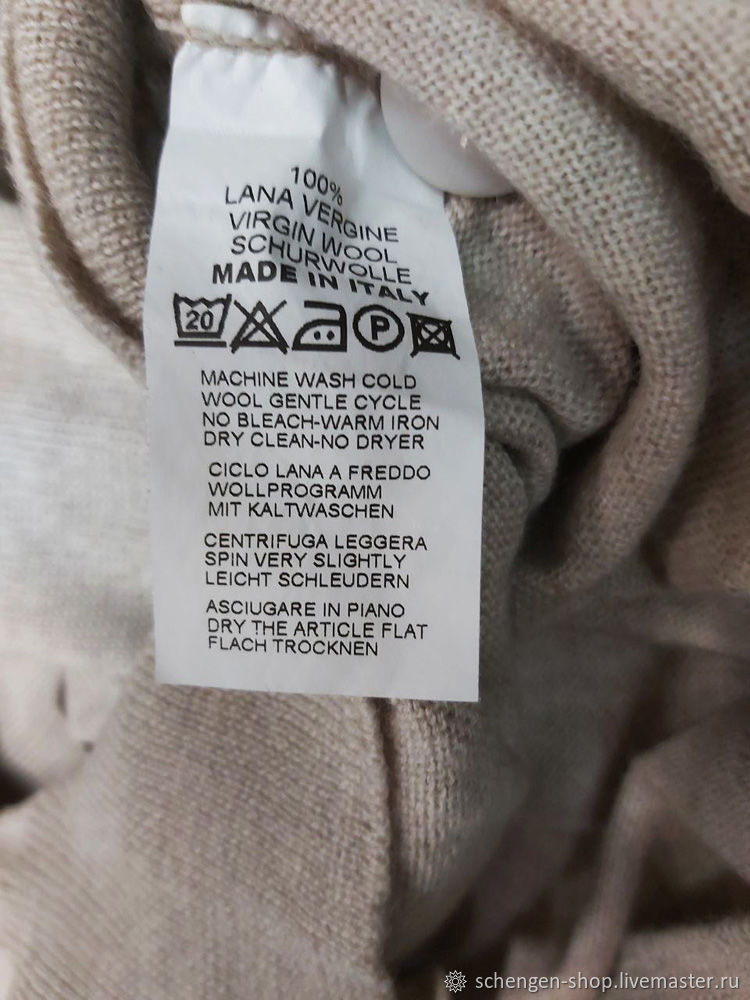 100%
LANA VERGINE
VIRGIN WOOL
SCHURWOLLE
MADE IN ITALY
20 P
MACHINE WASH COLD
WOOL GENTLE CYCLE
NO BLEACH-WARM IRON
DRY CLEAN-NO DRYER
CICLO LANA A FREDDO
WOLLPROGRAMM
MIT KALTWASCHEN
CENTRIFUGA LEGGERA
SPIN VERY SLIGHTLY
LEICHT SCHLEUDERN
ASCIUGARE IN PIANO
DRY THE ARTICLE FLAT
FLACH TROCKNEN
schengen-shop.livemaster.ru